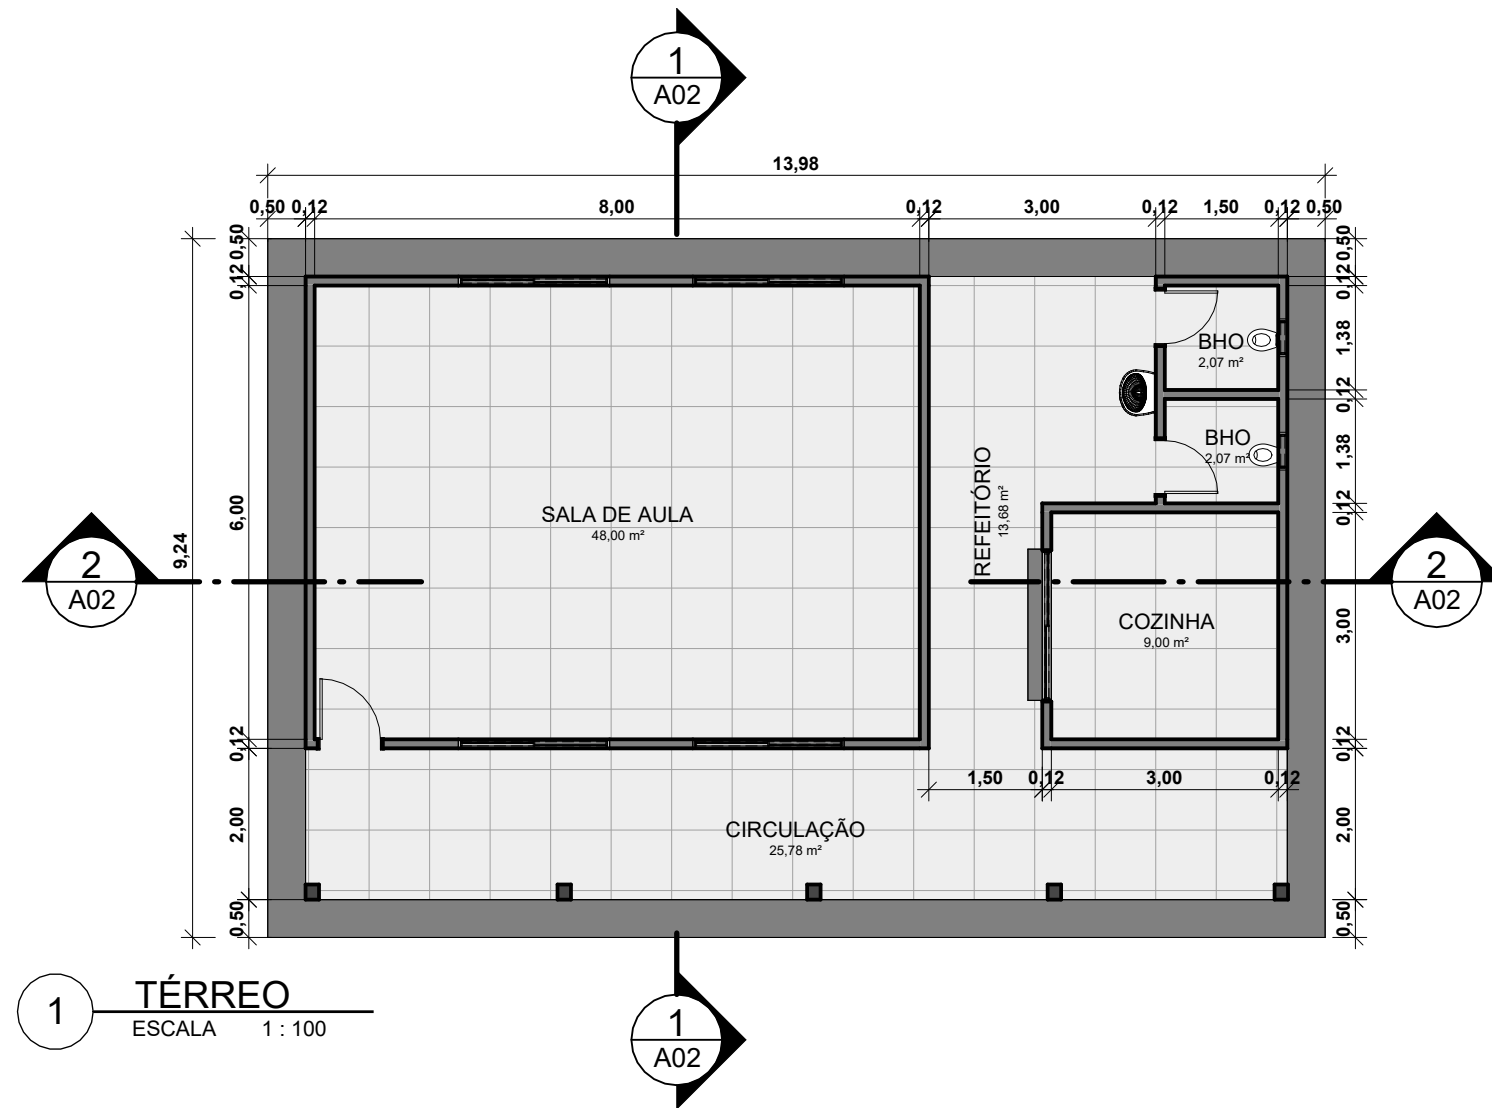 1
A02
13,98
0,50 0,12 8,00 0,12 3,00 0,12 1,50 0,12 0,50
0,50
0,12
6,00
9,24
0,12
2,00
0,50
0,50
0,12
1,38
0,12
1,38
0,12
3,00
0,12
2,00
0,50
BHO
2,07 m²
BHO
2,07 m²
REFEITÓRIO
13,68 m²
SALA DE AULA
48,00 m²
2
A02
2
A02
COZINHA
9,00 m²
1,50 0,12 3,00 0,12
CIRCULAÇÃO
25,78 m²
1
TÉRREO
ESCALA 1 : 100
1
A02